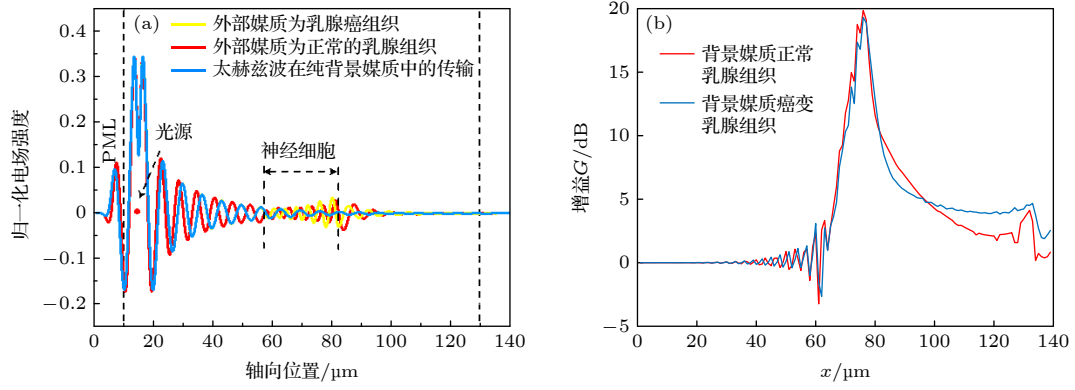 (a)
外部媒质为乳腺癌组织
外部媒质为正常的乳腺组织
太赫兹波在纯背景媒质中的传输
PML
光源
神经细胞
归一化电场强度
0.4
0.3
0.2
0.1
0
−0.1
−0.2
0 20 40 60 80 100 120 140
轴向位置/μm
(b)
背景媒质正常
乳腺组织
背景媒质癌变
乳腺组织
增益G/dB
20
15
10
5
0
−5
0 20 40 60 80 100 120 140
x/μm